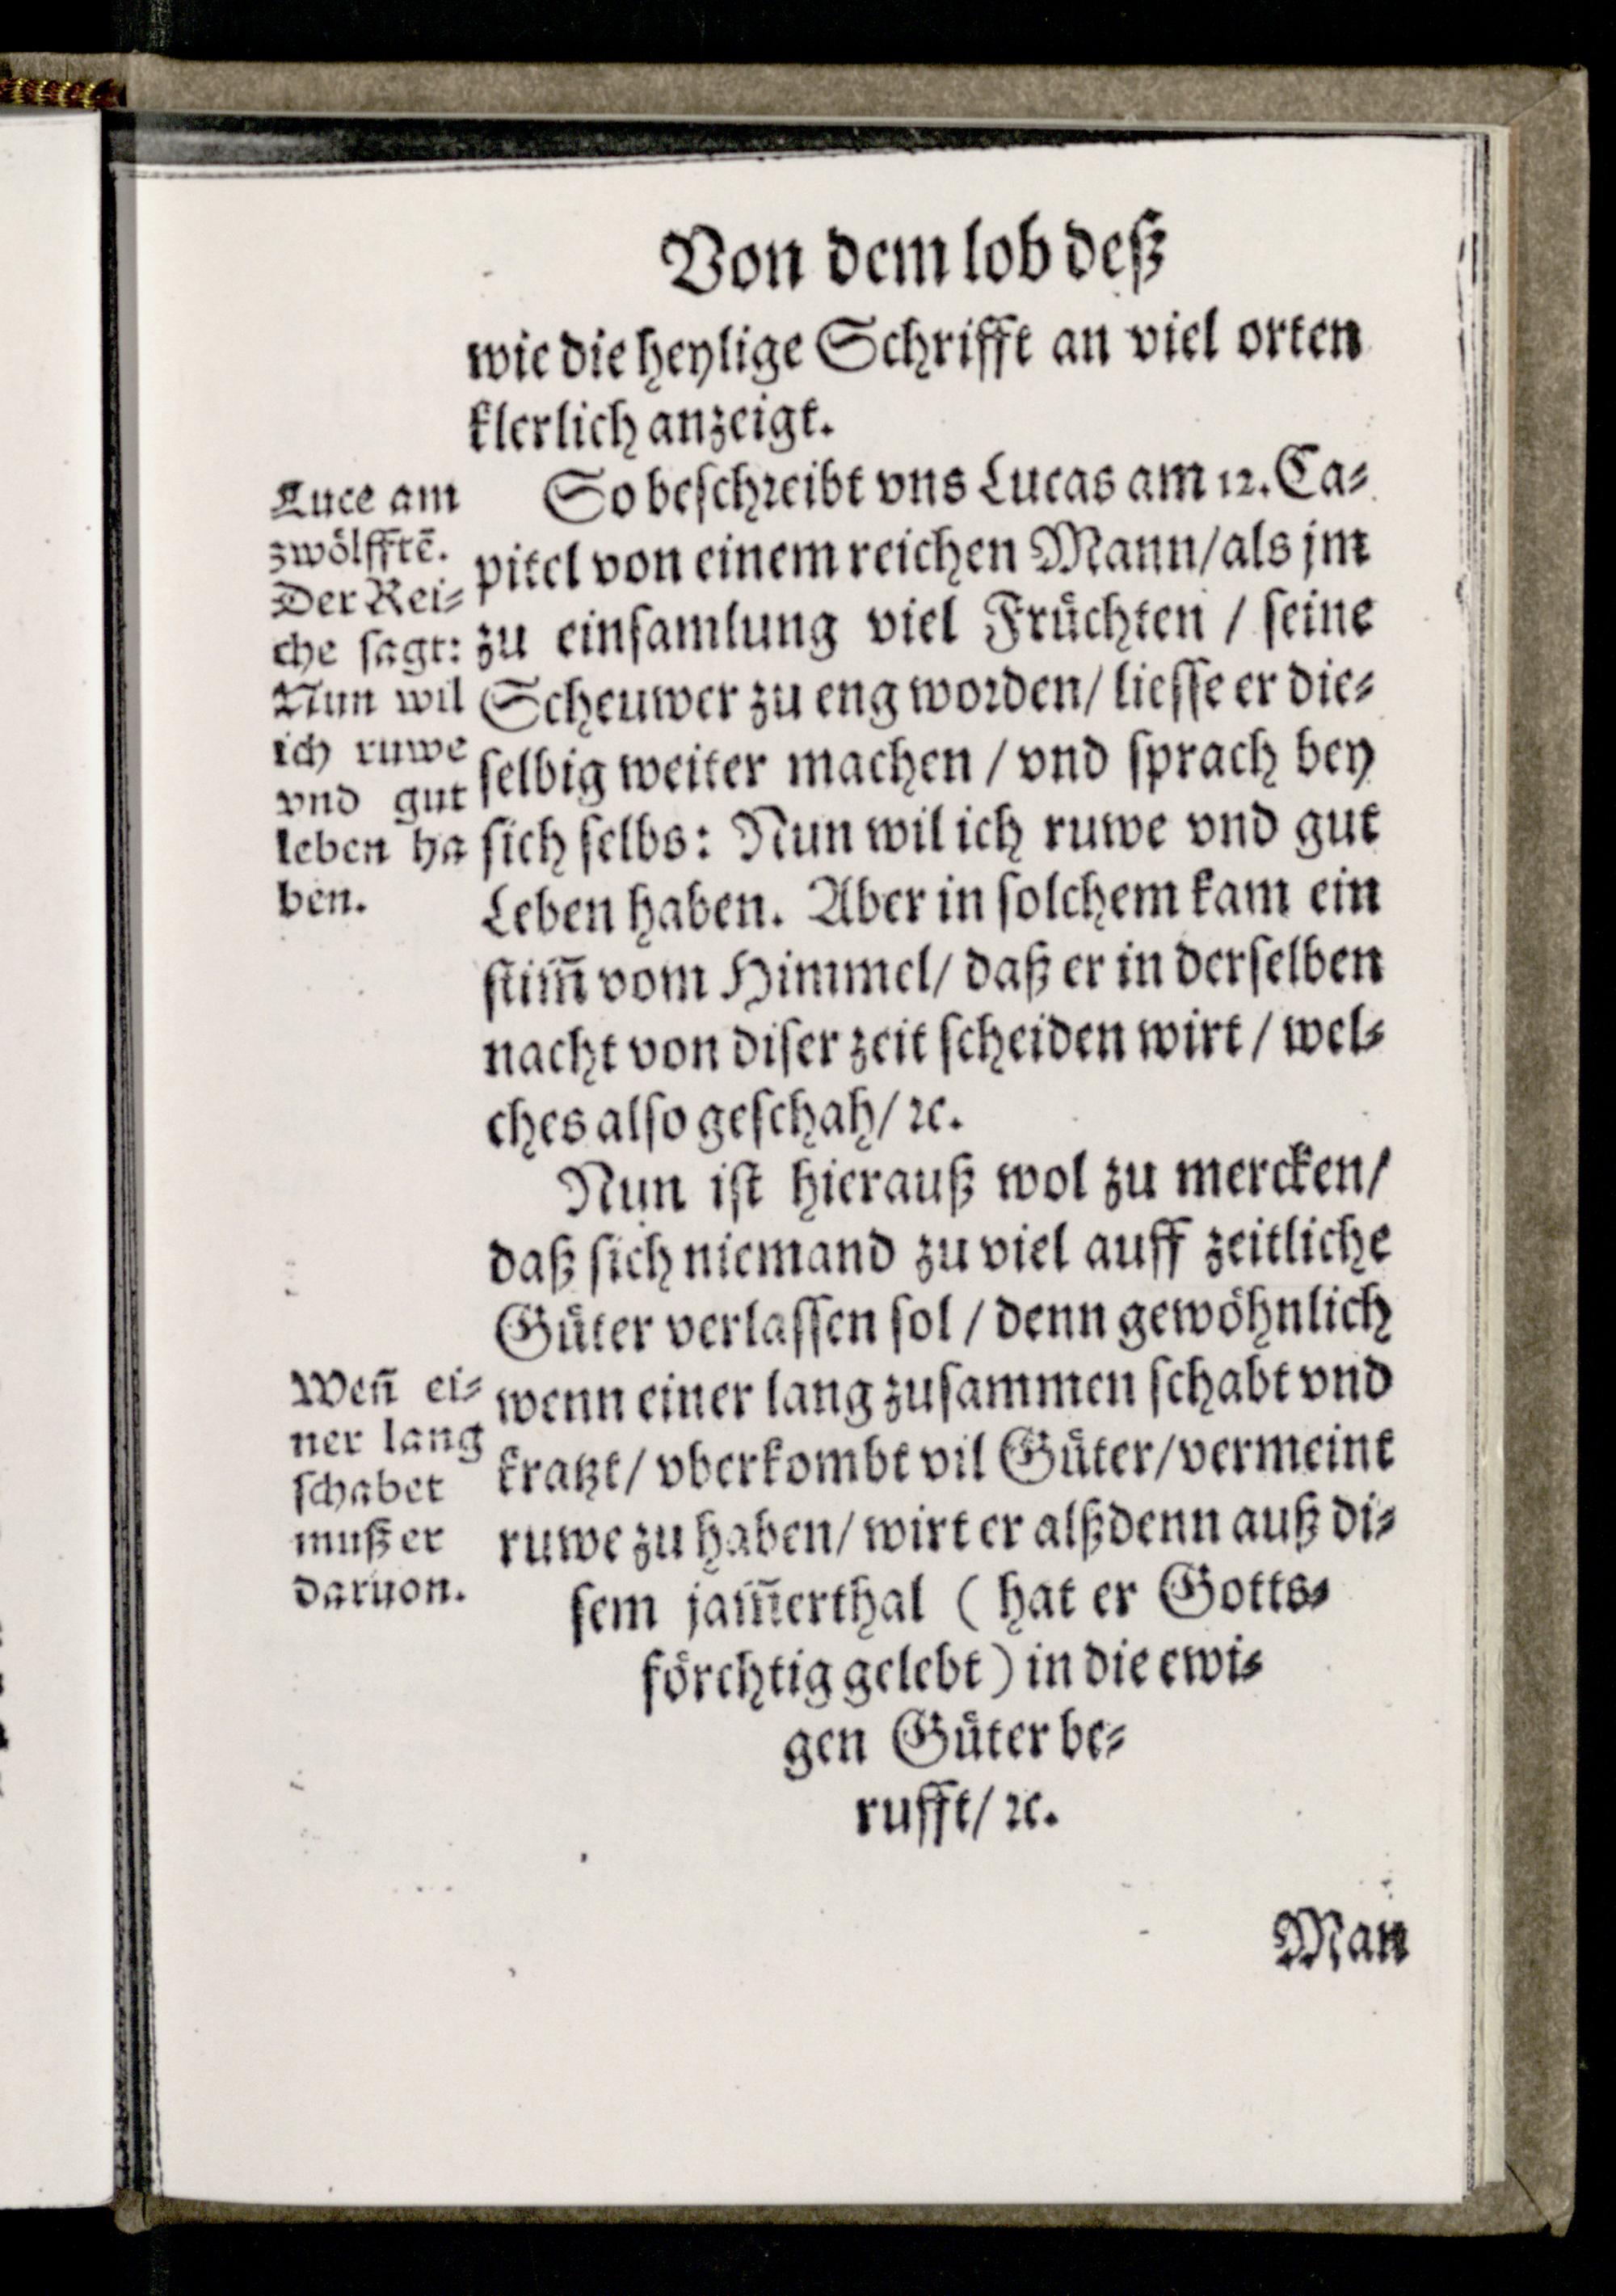 Von dem lob deß
wie die heylige Schrifft an viel orten
klerlich anzeigt.
So beschreibt vns Lucas am 12. Ca-
pitel von einem reichen Mann/als jm
zu einsamlung viel Früchten / seine
Scheuwer zu eng worden/ liesse er die-
selbig weiter machen / vnd sprach bey
sich selbs: Nun wil ich ruwe vnd gut
Leben haben. Aber in solchem kam ein
stim̃ vom Himmel/ daß er in derselben
nacht von diser zeit scheiden wirt / wel-
ches also geschah/ ꝛc.
Nun ist hierauß wol zu mercken/
daß sich niemand zu viel auff zeitliche
Güter verlassen sol / denn gewöhnlich
wenn einer lang zusammen schabt vnd
kratzt/ vberkombt vil Güter/vermeint
ruwe zu haben/ wirt er alßdenn auß di-
sem jam̃erthal ( hat er Gotts-
förchtig gelebt) in die ewi-
gen Güter be-
rufft/ ꝛc.
Luce am
zwölfftẽ.
Der Rei-
che sagt:
Nun wil
ich ruwe
vnd gut
leben ha
ben.
Weñ ei-
ner lang
schabet
muß er
daruon.
Man